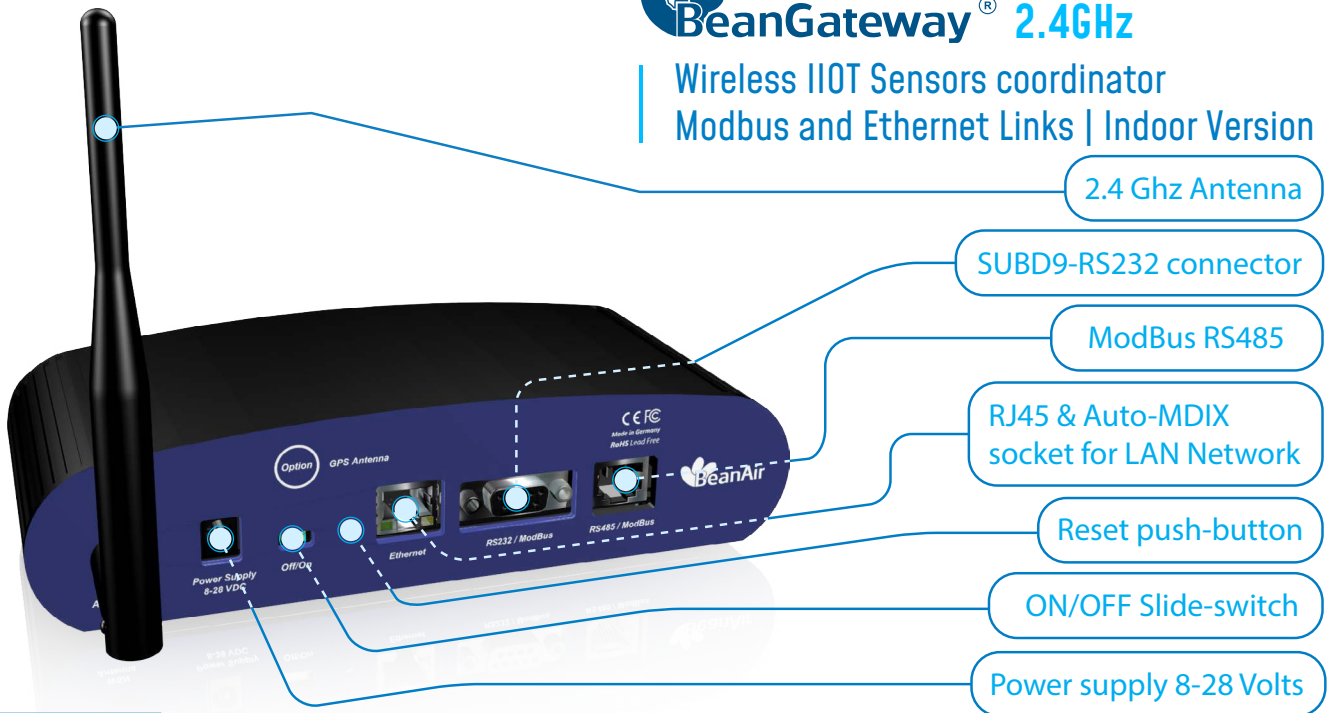 BeanGateway® 2.4GHz
Wireless IIOT Sensors coordinator
Modbus and Ethernet Links | Indoor Version
2.4 Ghz Antenna
SUBD9-RS232 connector
ModBus RS485
RJ45 & Auto-MDIX
socket for LAN Network
Reset push-button
ON/OFF Slide-switch
Power supply 8-28 Volts
CE FC
Made in Germany
RoHS Lead Free
Option
GPS Antenna
BeanAir
Power Supply
8-28 VDC
Off/On
Ethernet
RS232 / ModBus
RS485 / ModBus